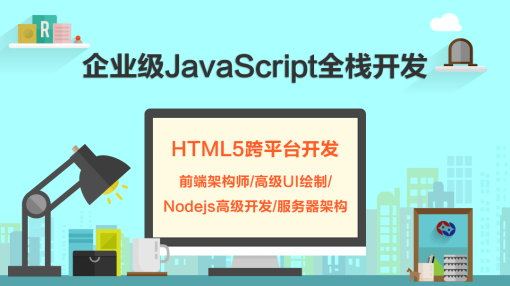 R
企业级JavaScript全栈开发
HTML5跨平台开发
前端架构师/高级UI绘制/
Nodejs高级开发/服务器架构